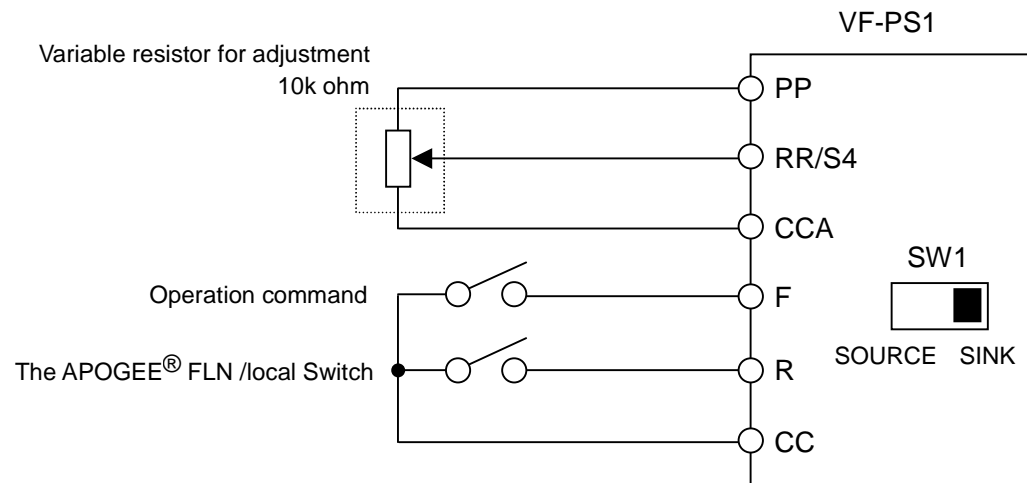 VF-PS1
Variable resistor for adjustment
10k ohm
PP
RR/S4
CCA
SW1
Operation command
F
SOURCE SINK
The APOGEE® FLN /local Switch
R
CC